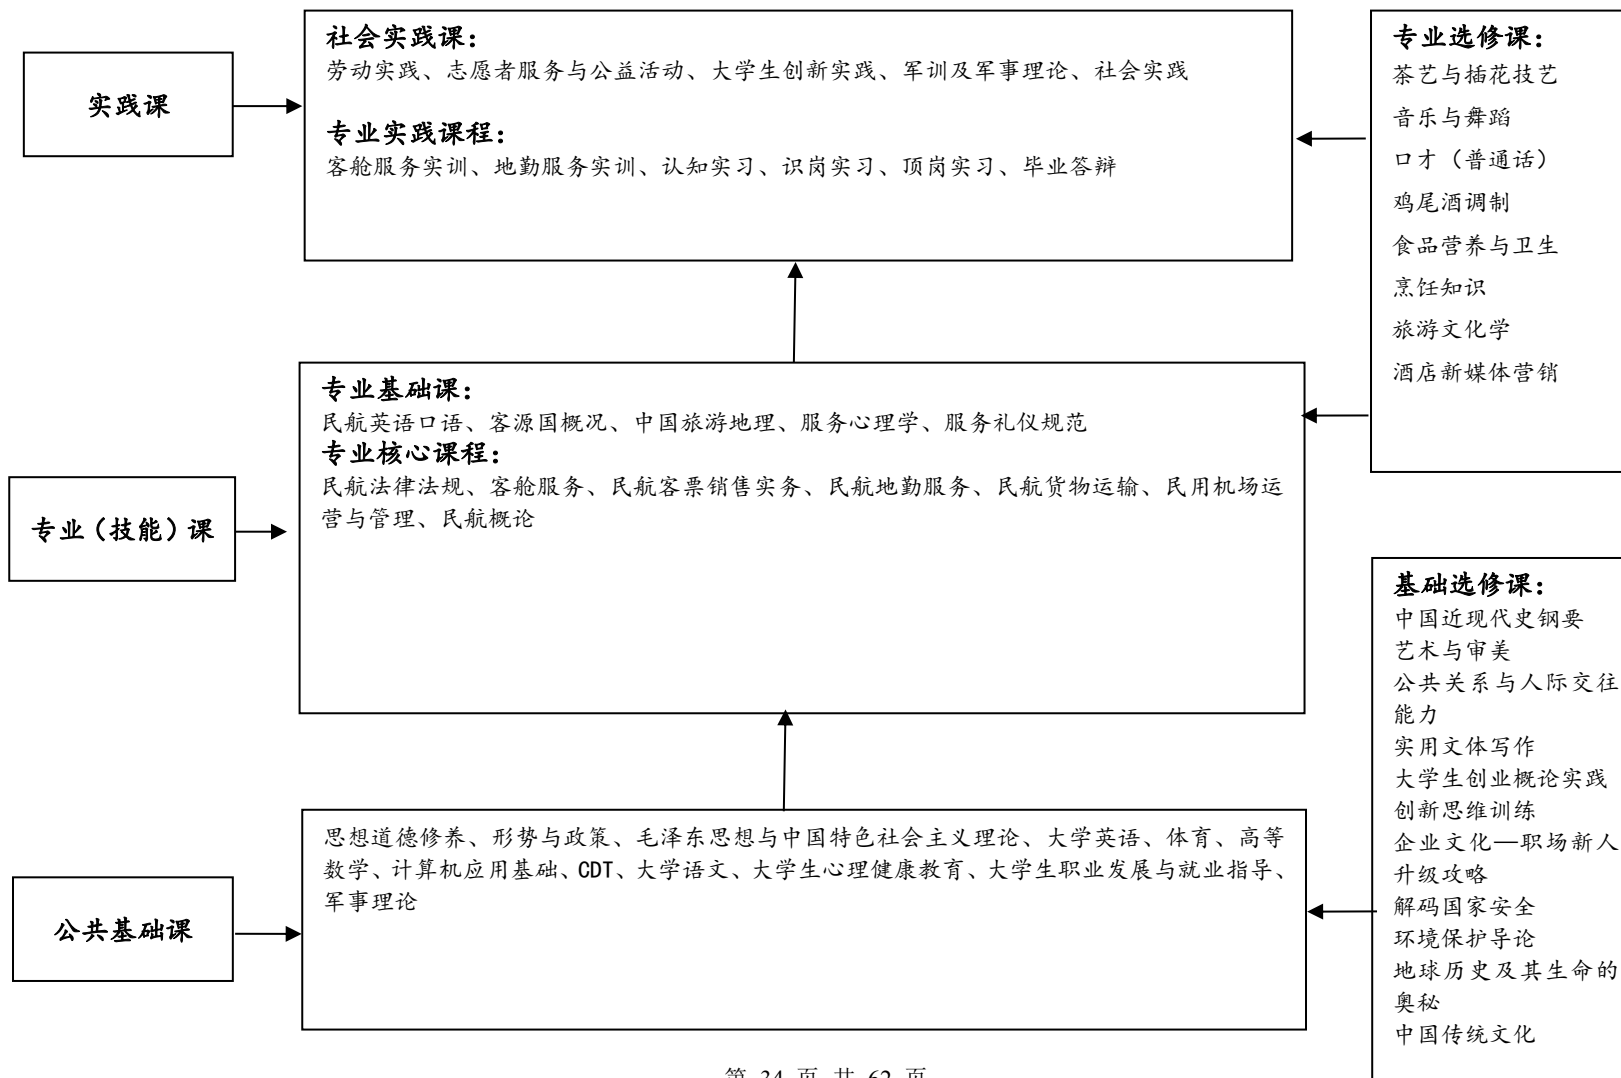 实践课
社会实践课：
劳动实践、志愿者服务与公益活动、大学生创新实践、军训及军事理论、社会实践
专业实践课程：
客舱服务实训、地勤服务实训、认知实习、识岗实习、顶岗实习、毕业答辩
专业选修课：
茶艺与插花技艺
音乐与舞蹈
口才（普通话）
鸡尾酒调制
食品营养与卫生
烹饪知识
旅游文化学
酒店新媒体营销
专业（技能）课
专业基础课：
民航英语口语、客源国概况、中国旅游地理、服务心理学、服务礼仪规范
专业核心课程：
民航法律法规、客舱服务、民航客票销售实务、民航地勤服务、民航货物运输、民用机场运
营与管理、民航概论
公共基础课
思想道德修养、形势与政策、毛泽东思想与中国特色社会主义理论、大学英语、体育、高等
数学、计算机应用基础、CDT、大学语文、大学生心理健康教育、大学生职业发展与就业指导、
军事理论
基础选修课：
中国近现代史钢要
艺术与审美
公共关系与人际交往
能力
实用文体写作
大学生创业概论实践
创新思维训练
企业文化—职场新人
升级攻略
解码国家安全
环境保护导论
地球历史及其生命的
奥秘
中国传统文化
第 34 页 共 62 页